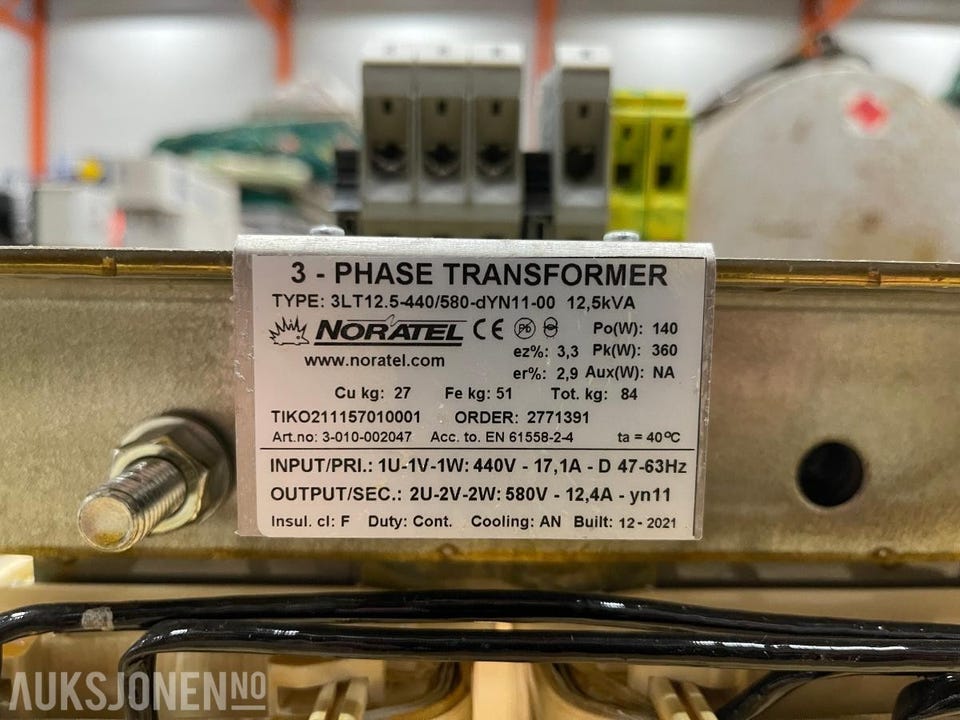 3 - PHASE TRANSFORMER
TYPE: 3LT12.5-440/580-dYN11-00 12,5kVA
NORATEL CE Pb Po(W): 140
www.noratel.com ez%: 3,3 Pk(W): 360
er%: 2,9 Aux(W): NA
Cu kg: 27 Fe kg: 51 Tot. kg: 84
TIKO211157010001 ORDER: 2771391
Art.no: 3-010-002047 Acc. to. EN 61558-2-4 ta = 40°C
INPUT/PRI.: 1U-1V-1W: 440V - 17,1A - D 47-63Hz
OUTPUT/SEC.: 2U-2V-2W: 580V - 12,4A - yn11
Insul. cl: F Duty: Cont. Cooling: AN Built: 12-2021
AUKSJONEN.NO